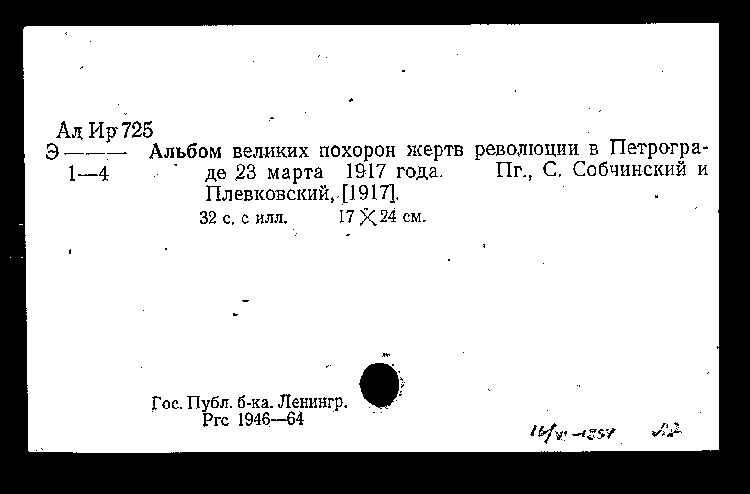 Ад Ир 725
Э ——— Альбом великих похорон жертв революции в Петрогра-
1—4 де 23 марта 1917 года. Пг., С. Собчинский и
Плевковский, [1917].
32 с. с илл. 17 × 24 см.
Гос. Публ. б-ка. Ленингр.
Ргс 1946—64